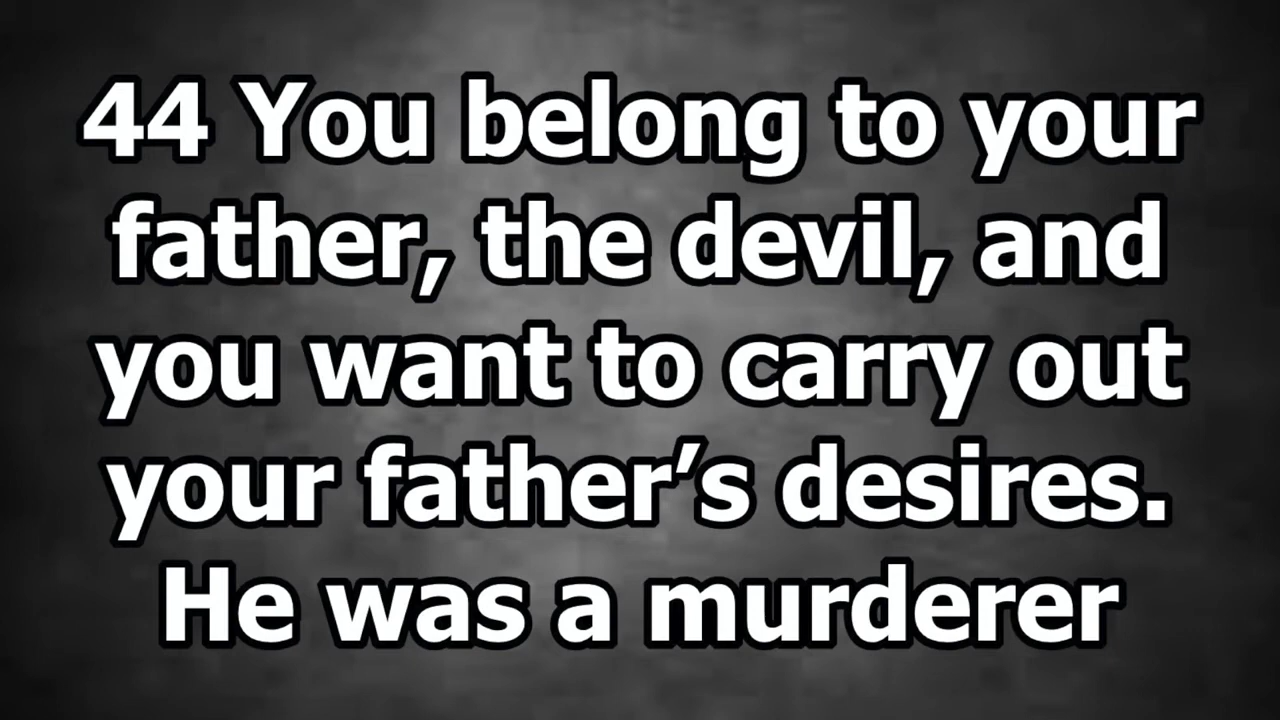 44 You belong to your
father, the devil, and
you want to carry out
your father’s desires.
He was a murderer